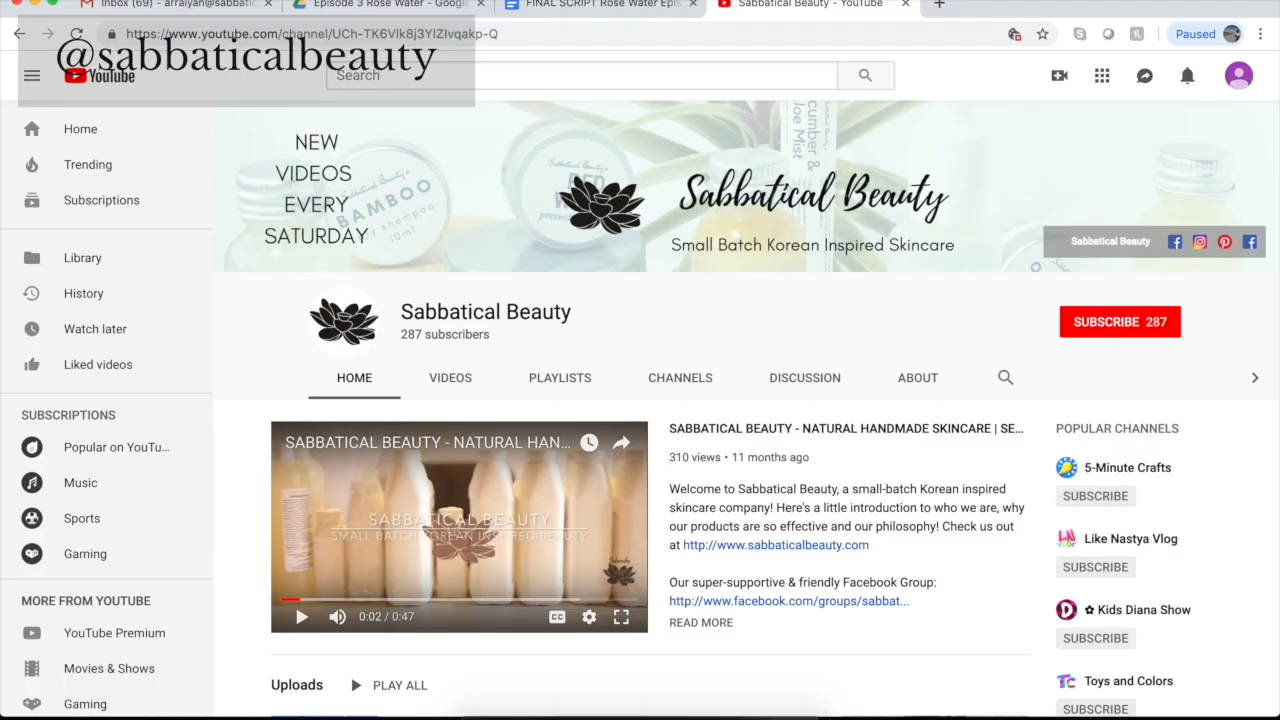 Inbox (69) - arraiyan@sabbatic
Episode 3 Rose Water - Google
FINAL SCRIPT Rose Water Epi
Sabbatical Beauty - YouTube
https://www.youtube.com/channel/UCh-TK6Vlk8j3YIZIvqakp-Q
Paused
@sabbaticalbeauty
YouTube
Search
Home
Trending
Subscriptions
Library
History
Watch later
Liked videos
SUBSCRIPTIONS
Popular on YouTu...
Music
Sports
Gaming
MORE FROM YOUTUBE
YouTube Premium
Movies & Shows
Gaming
NEW
VIDEOS
EVERY
SATURDAY
BAMBOO
10ml
Sabbatical Beauty
Small Batch Korean Inspired Skincare
Sabbatical Beauty
Sabbatical Beauty
287 subscribers
SUBSCRIBE 287
HOME
VIDEOS
PLAYLISTS
CHANNELS
DISCUSSION
ABOUT
SABBATICAL BEAUTY - NATURAL HAN...
SABBATICAL BEAUTY
SMALL BATCH KOREAN INSPIRED BEAUTY
0:02 / 0:47
CC
SABBATICAL BEAUTY - NATURAL HANDMADE SKINCARE | SE...
310 views • 11 months ago
Welcome to Sabbatical Beauty, a small-batch Korean inspired
skincare company! Here's a little introduction to who we are, why
our products are so effective and our philosophy! Check us out
at http://www.sabbaticalbeauty.com
Our super-supportive & friendly Facebook Group:
http://www.facebook.com/groups/sabbat...
READ MORE
POPULAR CHANNELS
5-Minute Crafts
SUBSCRIBE
Like Nastya Vlog
SUBSCRIBE
✿ Kids Diana Show
SUBSCRIBE
Toys and Colors
SUBSCRIBE
Uploads
PLAY ALL